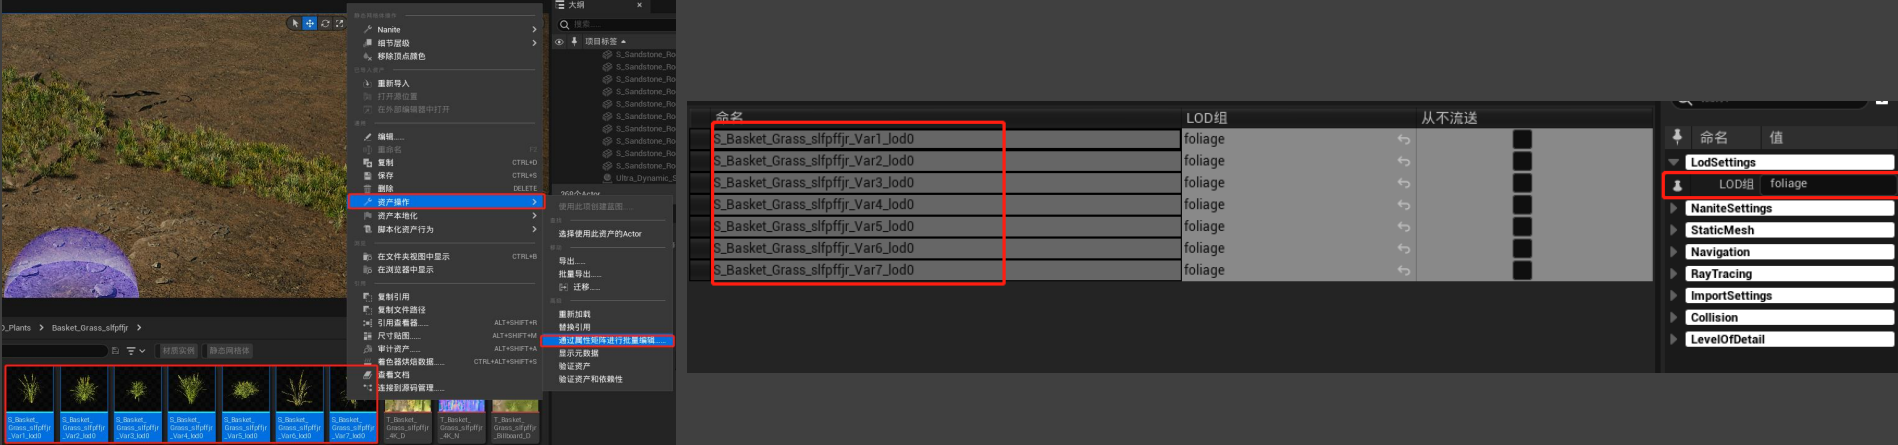 静态网格体操作
Nanite
细节层级
移除顶点颜色
已导入资产
重新导入
打开源位置
在外部编辑器中打开
通用
编辑......
重命名 F2
复制 CTRL+D
保存 CTRL+S
删除 DELETE
资产操作
资产本地化
脚本化资产行为
浏览
在文件夹视图中显示 CTRL+B
在浏览器中显示
引用
复制引用
复制文件路径
引用查看器...... ALT+SHIFT+R
尺寸贴图...... ALT+SHIFT+M
审计资产...... ALT+SHIFT+A
着色器烘焙数据...... CTRL+ALT+SHIFT+S
查看文档
连接到源码管理......
大纲
搜索......
项目标签
S_Sandstone_Ro
S_Sandstone_Ro
S_Sandstone_Ro
S_Sandstone_Ro
S_Sandstone_Ro
S_Sandstone_Ro
S_Sandstone_Ro
S_Sandstone_Ro
S_Sandstone_Ro
S_Sandstone_Ro
Ultra_Dynamic_S
使用此项创建蓝图......
选择使用此资产的Actor
导出......
批量导出......
迁移......
重新加载
替换引用
通过属性矩阵进行批量编辑......
显示元数据
验证资产
验证资产和依赖性
D_Plants > Basket_Grass_slfpffjr >
材质实例 静态网格体
S_Basket_Grass_slfpffjr_Var1_lod0
S_Basket_Grass_slfpffjr_Var2_lod0
S_Basket_Grass_slfpffjr_Var3_lod0
S_Basket_Grass_slfpffjr_Var4_lod0
S_Basket_Grass_slfpffjr_Var5_lod0
S_Basket_Grass_slfpffjr_Var6_lod0
S_Basket_Grass_slfpffjr_Var7_lod0
T_Basket_Grass_slfpffjr_4K_D
T_Basket_Grass_slfpffjr_4K_N
T_Basket_Grass_slfpffjr_Billboard_D
命名 LOD组 从不流送
S_Basket_Grass_slfpffjr_Var1_lod0 foliage
S_Basket_Grass_slfpffjr_Var2_lod0 foliage
S_Basket_Grass_slfpffjr_Var3_lod0 foliage
S_Basket_Grass_slfpffjr_Var4_lod0 foliage
S_Basket_Grass_slfpffjr_Var5_lod0 foliage
S_Basket_Grass_slfpffjr_Var6_lod0 foliage
S_Basket_Grass_slfpffjr_Var7_lod0 foliage
命名 值
LodSettings
LOD组 foliage
NaniteSettings
StaticMesh
Navigation
RayTracing
ImportSettings
Collision
LevelOfDetail